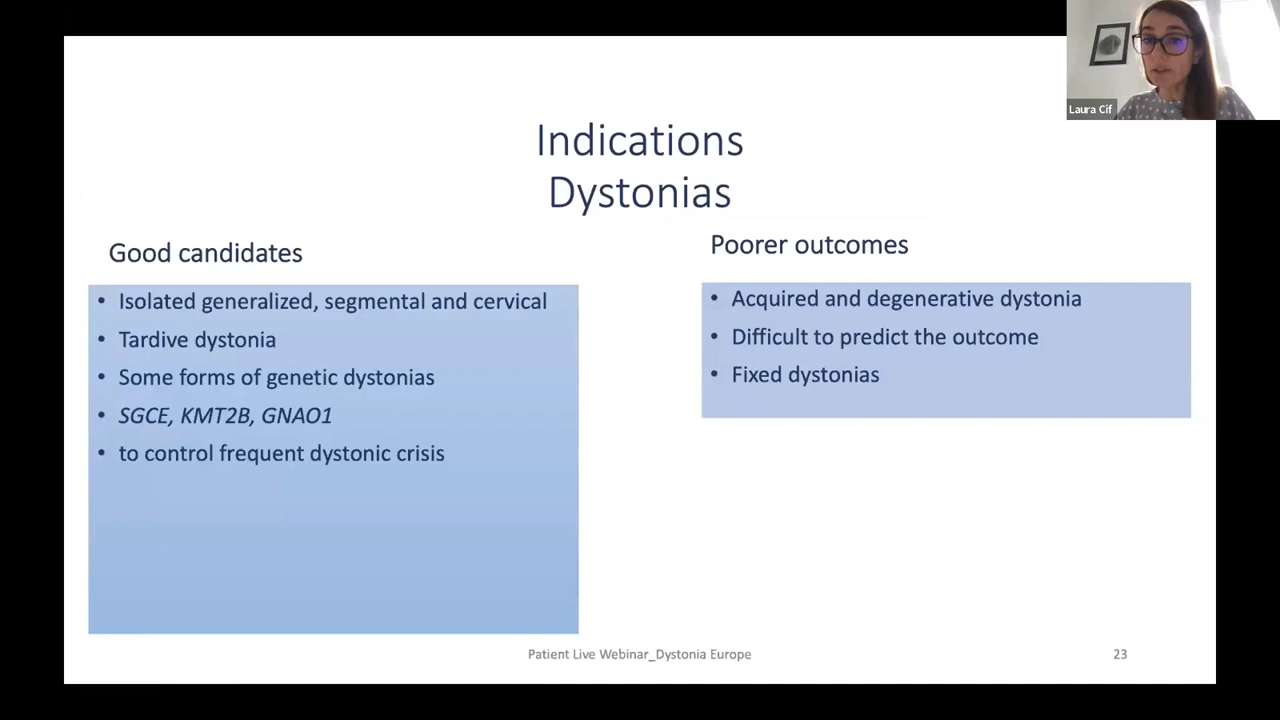 Laura Cif
Indications
Dystonias
Good candidates
• Isolated generalized, segmental and cervical
• Tardive dystonia
• Some forms of genetic dystonias
• SGCE, KMT2B, GNAO1
• to control frequent dystonic crisis
Poorer outcomes
• Acquired and degenerative dystonia
• Difficult to predict the outcome
• Fixed dystonias
Patient Live Webinar_Dystonia Europe
23